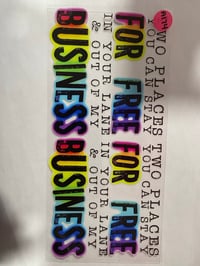 TWO PLACES
YOU CAN STAY
FOR FREE
IN YOUR LANE
& OUT OF MY
BUSINESS
TWO PLACES
YOU CAN STAY
FOR FREE
IN YOUR LANE
& OUT OF MY
BUSINESS